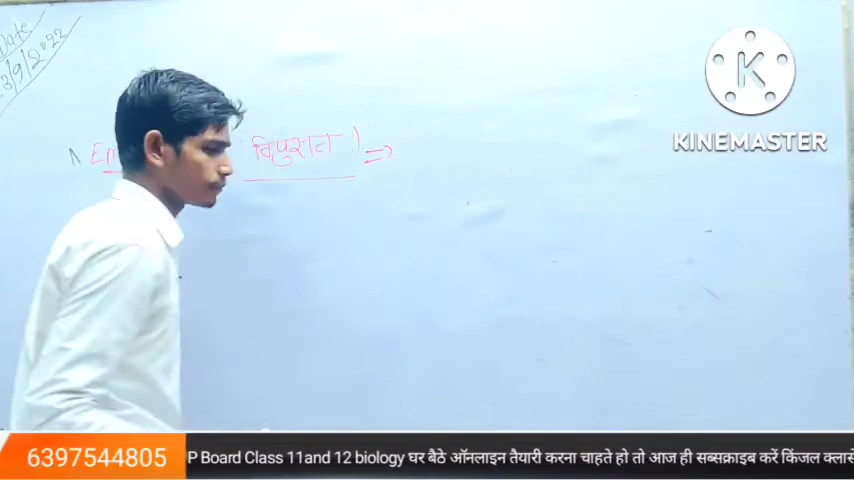 Date
3/9/2022
विपुंसन ) =>
KINEMASTER
6397544805 P Board Class 11and 12 biology घर बैठे ऑनलाइन तैयारी करना चाहते हो तो आज ही सब्सक्राइब करें किंजल क्लासे